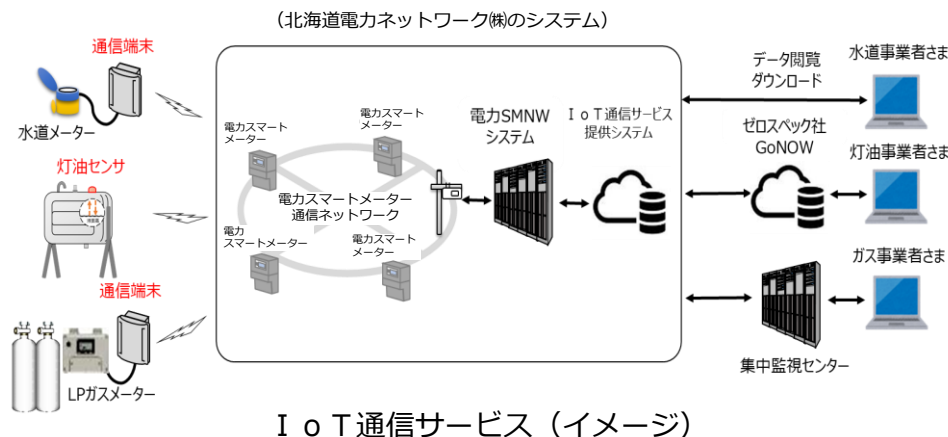 （北海道電力ネットワーク㈱のシステム）
通信端末
水道メーター
灯油センサ
通信端末
LPガスメーター
電力スマート
メーター
電力スマート
メーター
電力スマートメーター
通信ネットワーク
電力
スマートメーター
電力スマート
メーター
電力SMNW
システム
ＩｏＴ通信サービス
提供システム
データ閲覧
ダウンロード
水道事業者さま
ゼロスペック社
GoNOW
灯油事業者さま
ガス事業者さま
集中監視センター
ＩｏＴ通信サービス（イメージ）